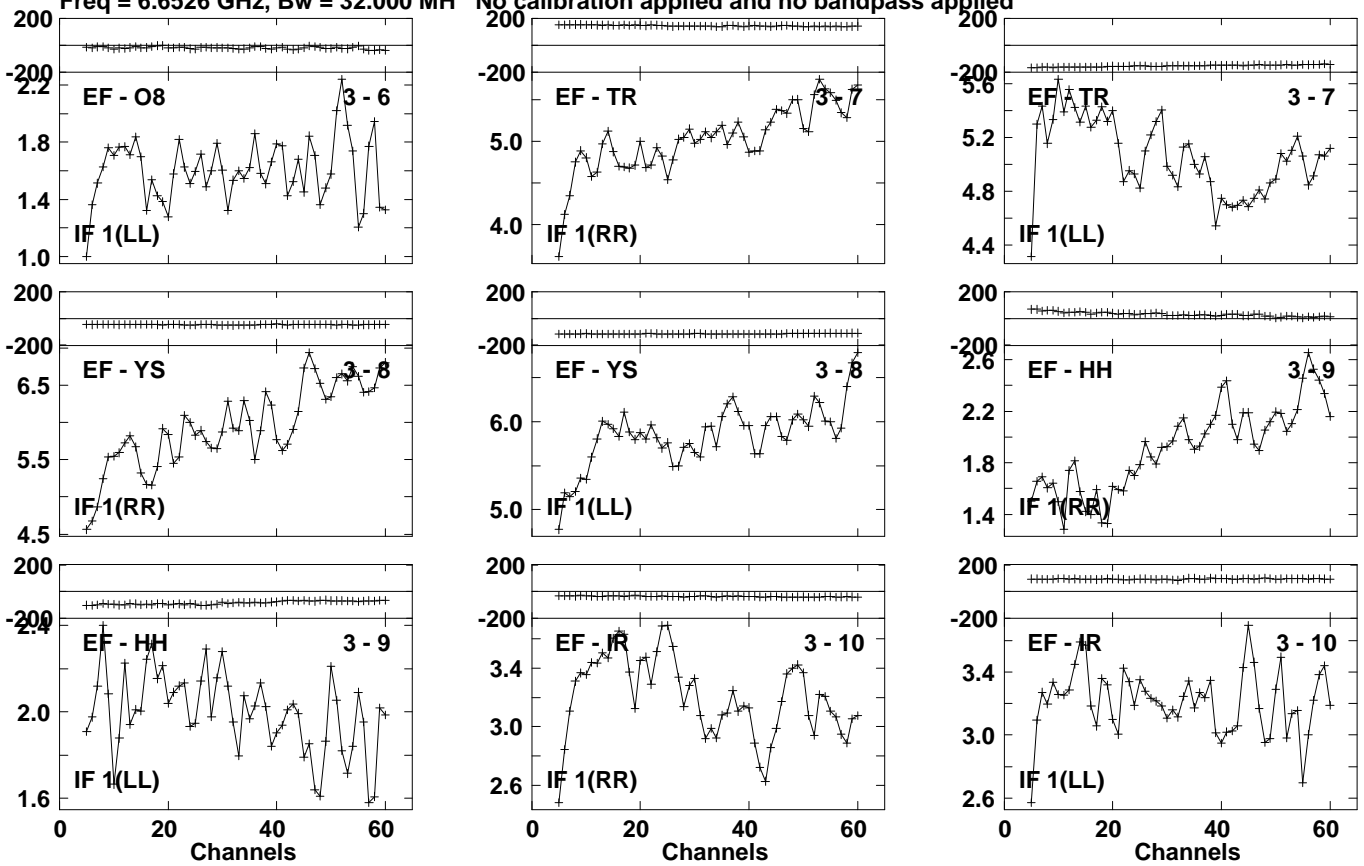 Freq = 6.6526 GHz, Bw = 32.000 MH No calibration applied and no bandpass applied
200 200 200
-200 -200 -200
2.2 5.6
EF - O8 3 - 6 EF - TR 3 - 7 EF - TR 3 - 7
1.8 5.0 5.2
1.4 4.0 4.8
IF 1(LL) IF 1(RR) IF 1(LL)
1.0 4.4
200 200 200
-200 -200 -200
EF - YS 3 - 8 EF - YS 3 - 8 EF - HH 3 - 9
6.5 6.0 2.6
2.2
5.5 1.8
5.0 1.4
IF 1(RR) IF 1(LL) IF 1(RR)
4.5
200 200 200
-200 -200 -200
2.4
EF - HH 3 - 9 EF - IR 3 - 10 EF - IR 3 - 10
3.4 3.4
2.0 3.0 3.0
IF 1(LL) IF 1(RR) IF 1(LL)
1.6 2.6 2.6
0 20 40 60 0 20 40 60 0 20 40 60
Channels Channels Channels